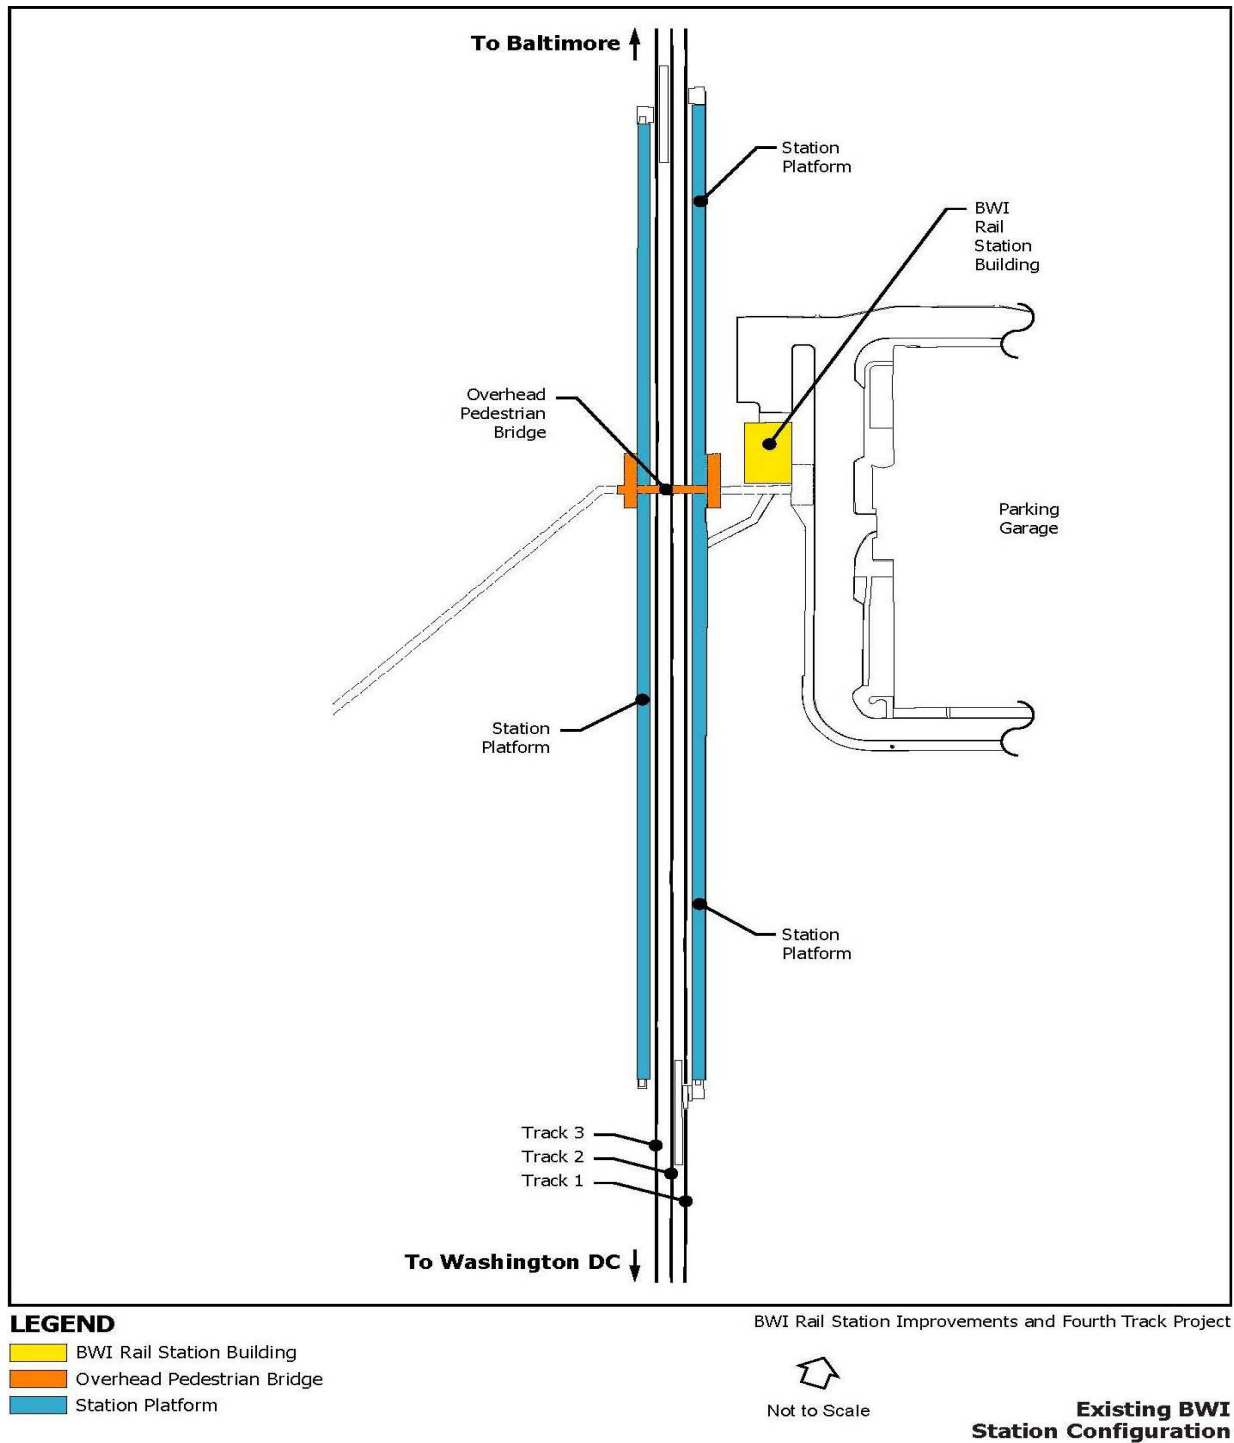 To Baltimore
Station
Platform
BWI
Rail
Station
Building
Overhead
Pedestrian
Bridge
Parking
Garage
Station
Platform
Station
Platform
Track 3
Track 2
Track 1
To Washington DC
LEGEND
BWI Rail Station Building
Overhead Pedestrian Bridge
Station Platform
BWI Rail Station Improvements and Fourth Track Project
Not to Scale
Existing BWI
Station Configuration